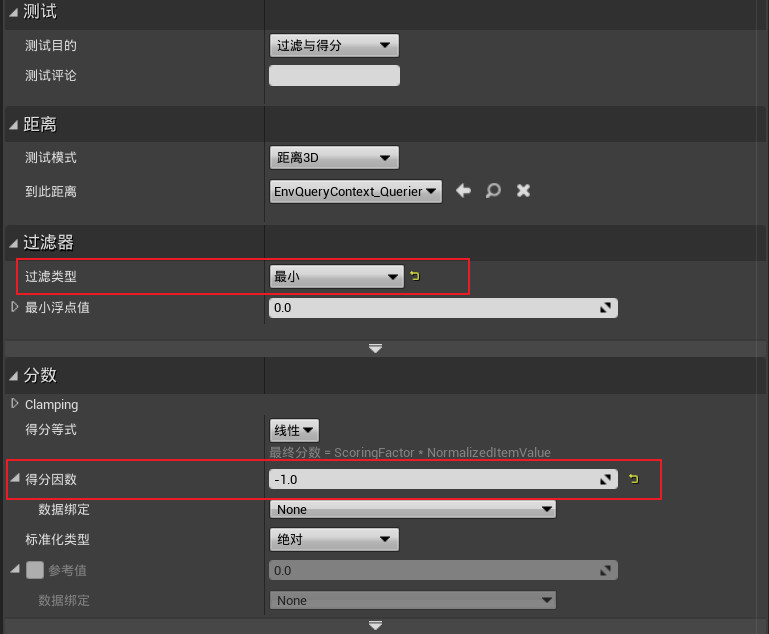 测试
测试目的 过滤与得分
测试评论
距离
测试模式 距离3D
到此距离 EnvQueryContext_Querier
过滤器
过滤类型 最小
最小浮点值 0.0
分数
Clamping
得分等式 线性
最终分数 = ScoringFactor * NormalizedItemValue
得分因数 -1.0
数据绑定 None
标准化类型 绝对
参考值 0.0
数据绑定 None